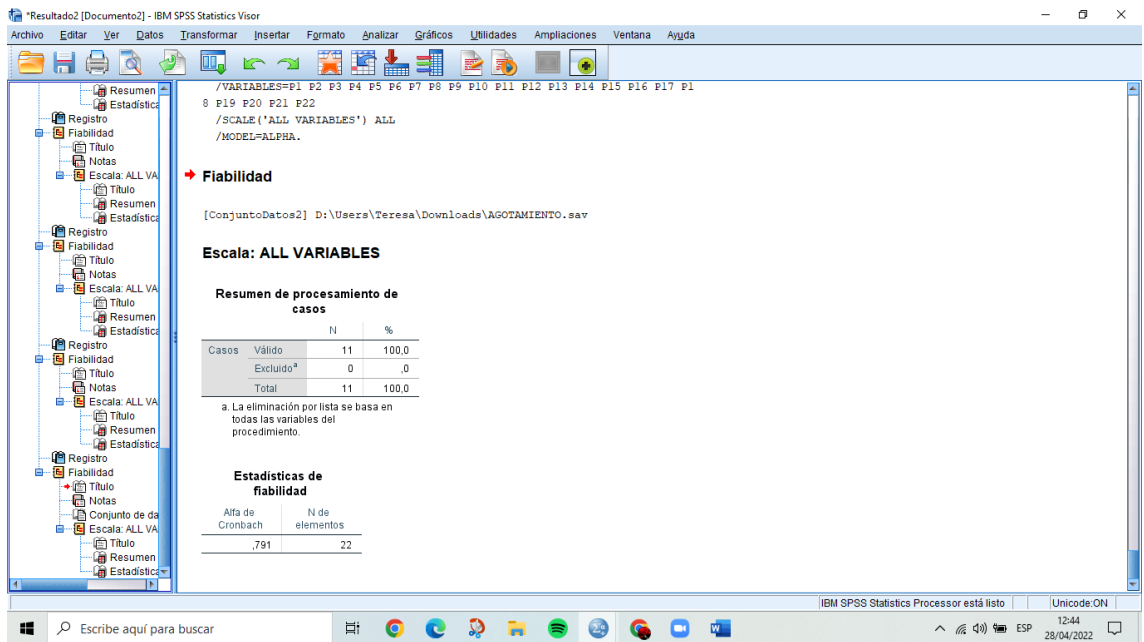 *Resultado2 [Documento2] - IBM SPSS Statistics Visor
Archivo Editar Ver Datos Transformar Insertar Formato Analizar Gráficos Utilidades Ampliaciones Ventana Ayuda
Resumen
Estadística
Registro
Fiabilidad
Título
Notas
Escala: ALL VA
Título
Resumen
Estadística
Registro
Fiabilidad
Título
Notas
Escala: ALL VA
Título
Resumen
Estadística
Registro
Fiabilidad
Título
Notas
Escala: ALL VA
Título
Resumen
Estadística
Registro
Fiabilidad
Título
Notas
Conjunto de da
Escala: ALL VA
Título
Resumen
Estadística
/VARIABLES=P1 P2 P3 P4 P5 P6 P7 P8 P9 P10 P11 P12 P13 P14 P15 P16 P17 P1
8 P19 P20 P21 P22
/SCALE('ALL VARIABLES') ALL
/MODEL=ALPHA.
Fiabilidad
[ConjuntoDatos2] D:\Users\Teresa\Downloads\AGOTAMIENTO.sav
Escala: ALL VARIABLES
Resumen de procesamiento de
casos
N %
Casos Válido 11 100,0
Excluido a 0 ,0
Total 11 100,0
a. La eliminación por lista se basa en
todas las variables del
procedimiento.
Estadísticas de
fiabilidad
Alfa de N de
Cronbach elementos
,791 22
IBM SPSS Statistics Processor está listo Unicode:ON
Escribe aquí para buscar
ESP
12:44
28/04/2022